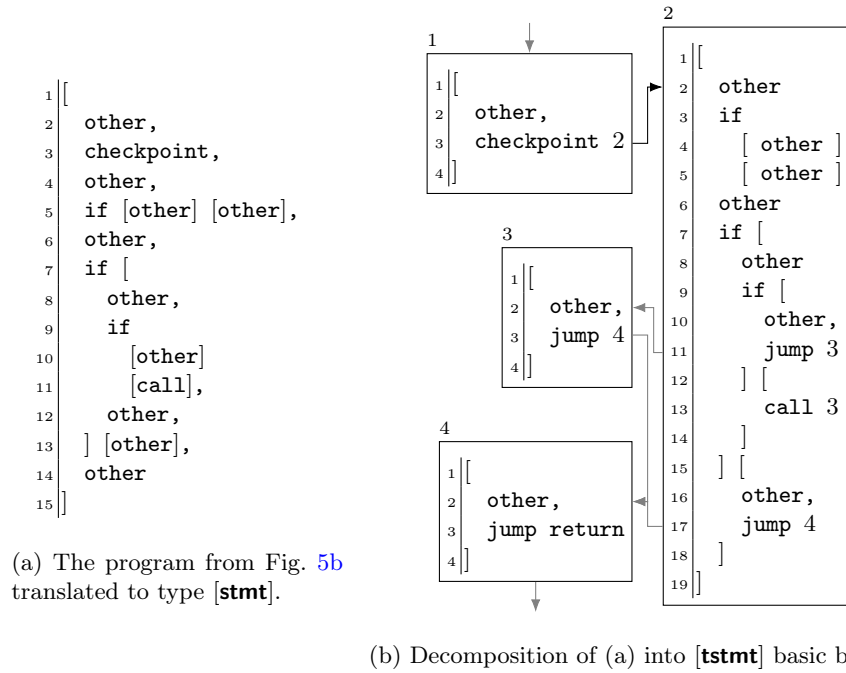 1 [
2 other,
3 checkpoint,
4 other,
5 if [other] [other],
6 other,
7 if [
8 other,
9 if
10 [other]
11 [call],
12 other,
13 ] [other],
14 other
15 ]
(a) The program from Fig. 5b
translated to type [stmt].
1
1 [
2 other,
3 checkpoint 2
4 ]
3
1 [
2 other,
3 jump 4
4 ]
4
1 [
2 other,
3 jump return
4 ]
2
1 [
2 other
3 if
4 [ other ]
5 [ other ]
6 other
7 if [
8 other
9 if [
10 other,
11 jump 3
12 ] [
13 call 3
14 ]
15 ] [
16 other,
17 jump 4
18 ]
19 ]
(b) Decomposition of (a) into [tstmt] basic b